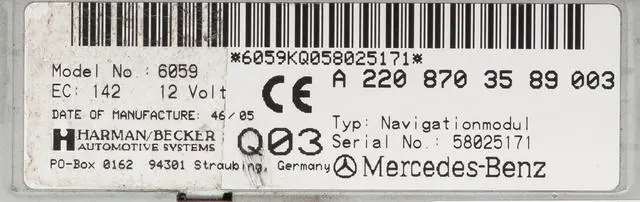 *6059KQ058025171*
Model No.: 6059
EC: 142 12 Volt
CE
A 220 870 35 89 003
DATE OF MANUFACTURE: 46/05
HARMAN/BECKER
AUTOMOTIVE SYSTEMS
Q03
Typ: Navigationmodul
Serial No.: 58025171
PO-Box 0162 94301 Straubing, Germany
Mercedes-Benz